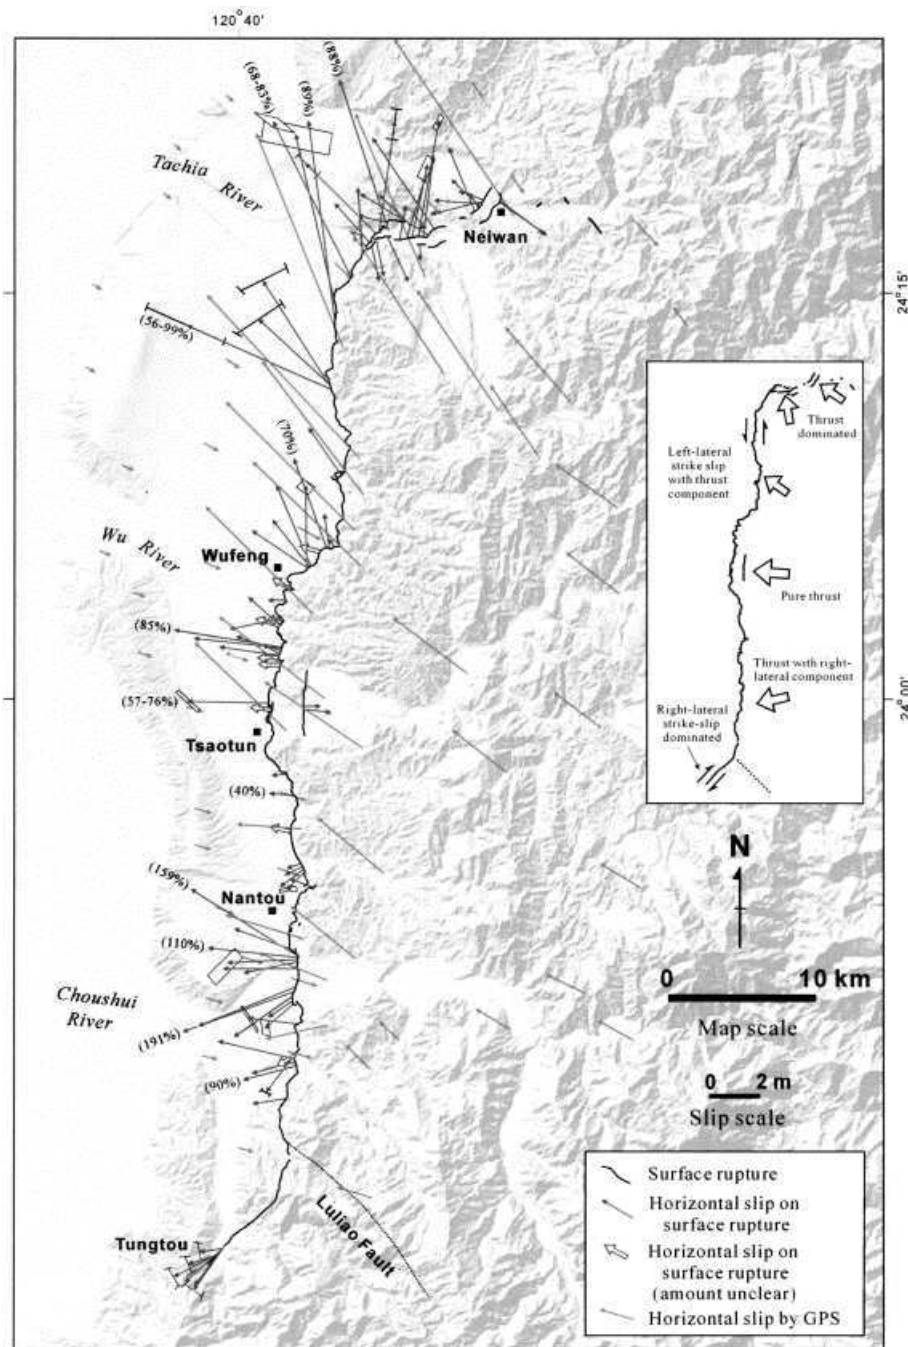 120°40'
(68-83%)
(89%)
(88%)
Tachia
River
Neiwan
24°15'
(56-99%)
(70%)
Wu River
Wufeng
(85%)
(57-76%)
Tsaotun
24°00'
(40%)
(159%)
Nantou
(110%)
Choushui
River
(191%)
(90%)
Luliao Fault
Tungtou
Thrust
dominated
Left-lateral
strike slip
with thrust
component
Pure thrust
Thrust with right-
lateral component
Right-lateral
strike-slip
dominated
N
0 10 km
Map scale
0 2 m
Slip scale
Surface rupture
Horizontal slip on
surface rupture
Horizontal slip on
surface rupture
(amount unclear)
Horizontal slip by GPS